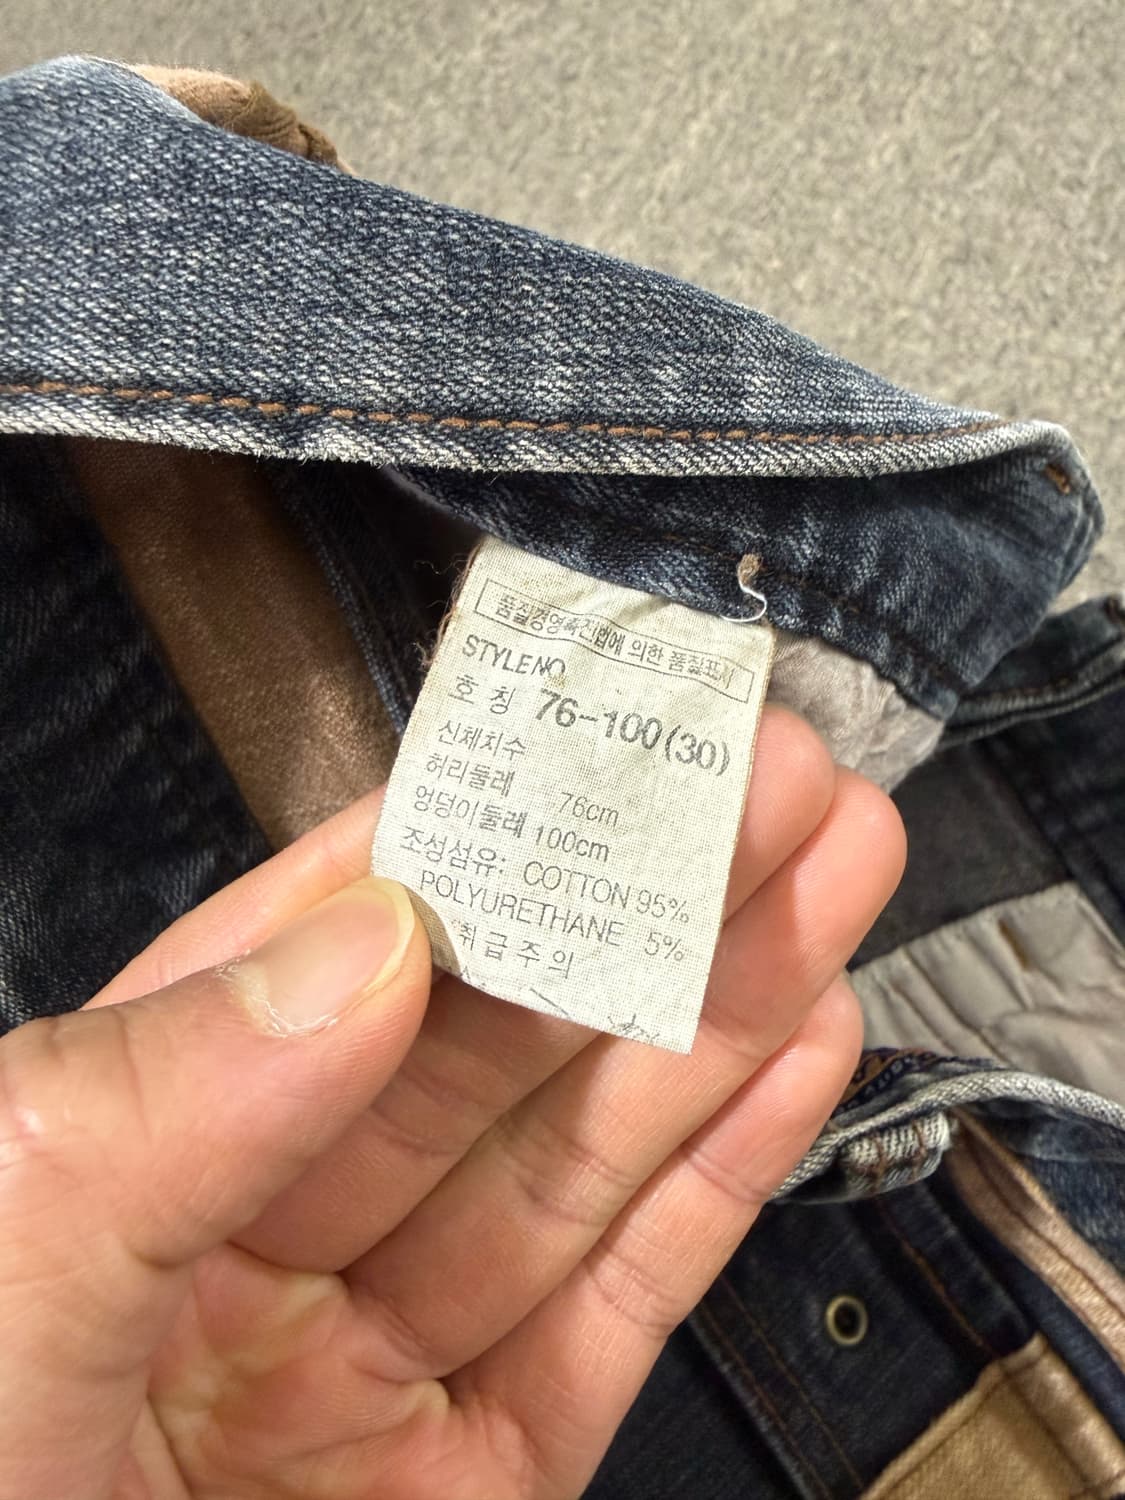 품질경영촉진법에 의한 품질표시
STYLENO
호칭 76-100(30)
신체치수
허리둘레 76cm
엉덩이둘레 100cm
조성섬유: COTTON 95%
POLYURETHANE 5%
취급주의